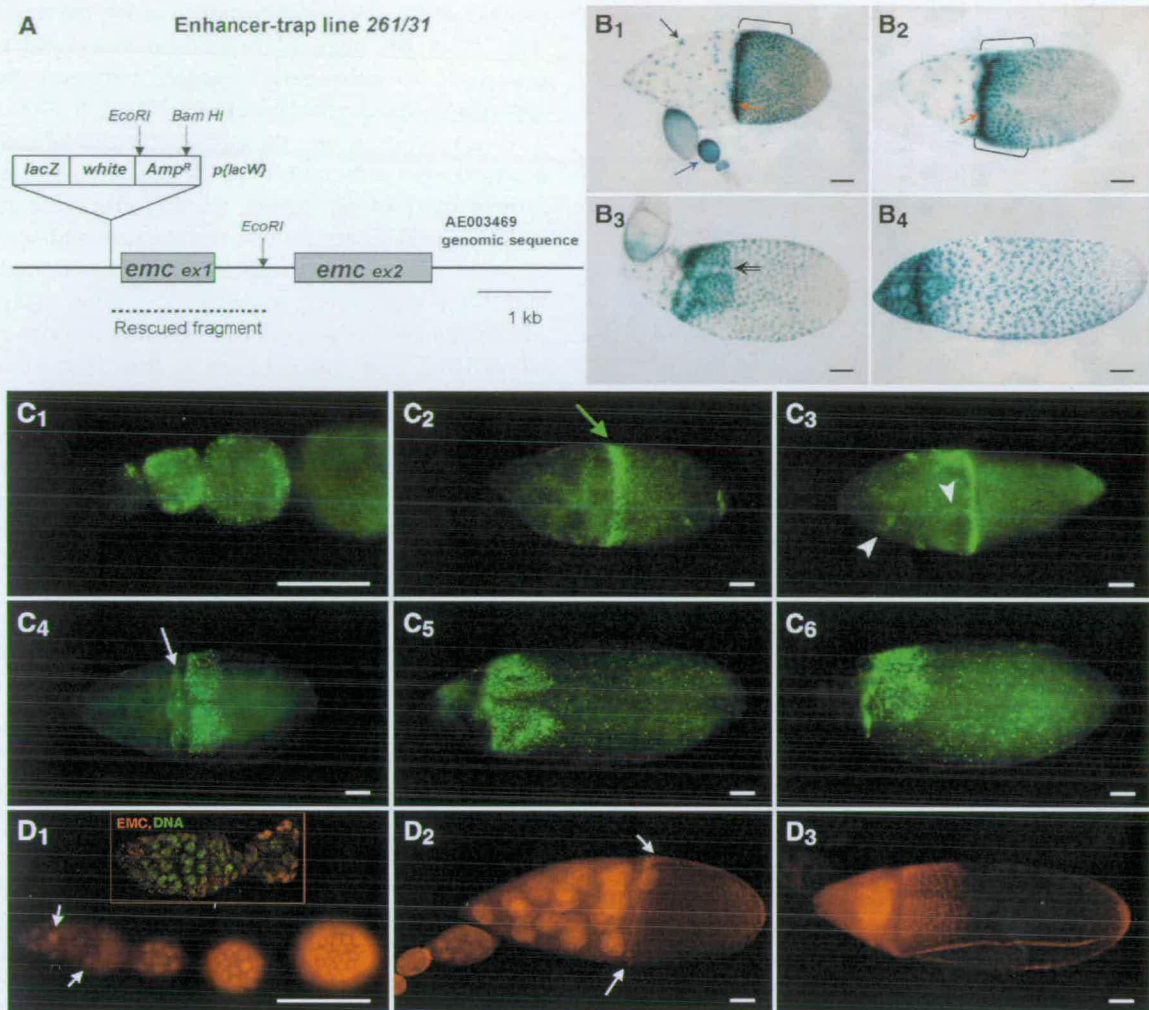 A
Enhancer-trap line 261/31
EcoRI
Bam HI
lacZ
white
Amp^R
p{lacW}
EcoRI
AE003469
genomic sequence
emc ex1
emc ex2
Rescued fragment
1 kb
B1
B2
B3
B4
C1
C2
C3
C4
C5
C6
D1
EMC, DNA
D2
D3